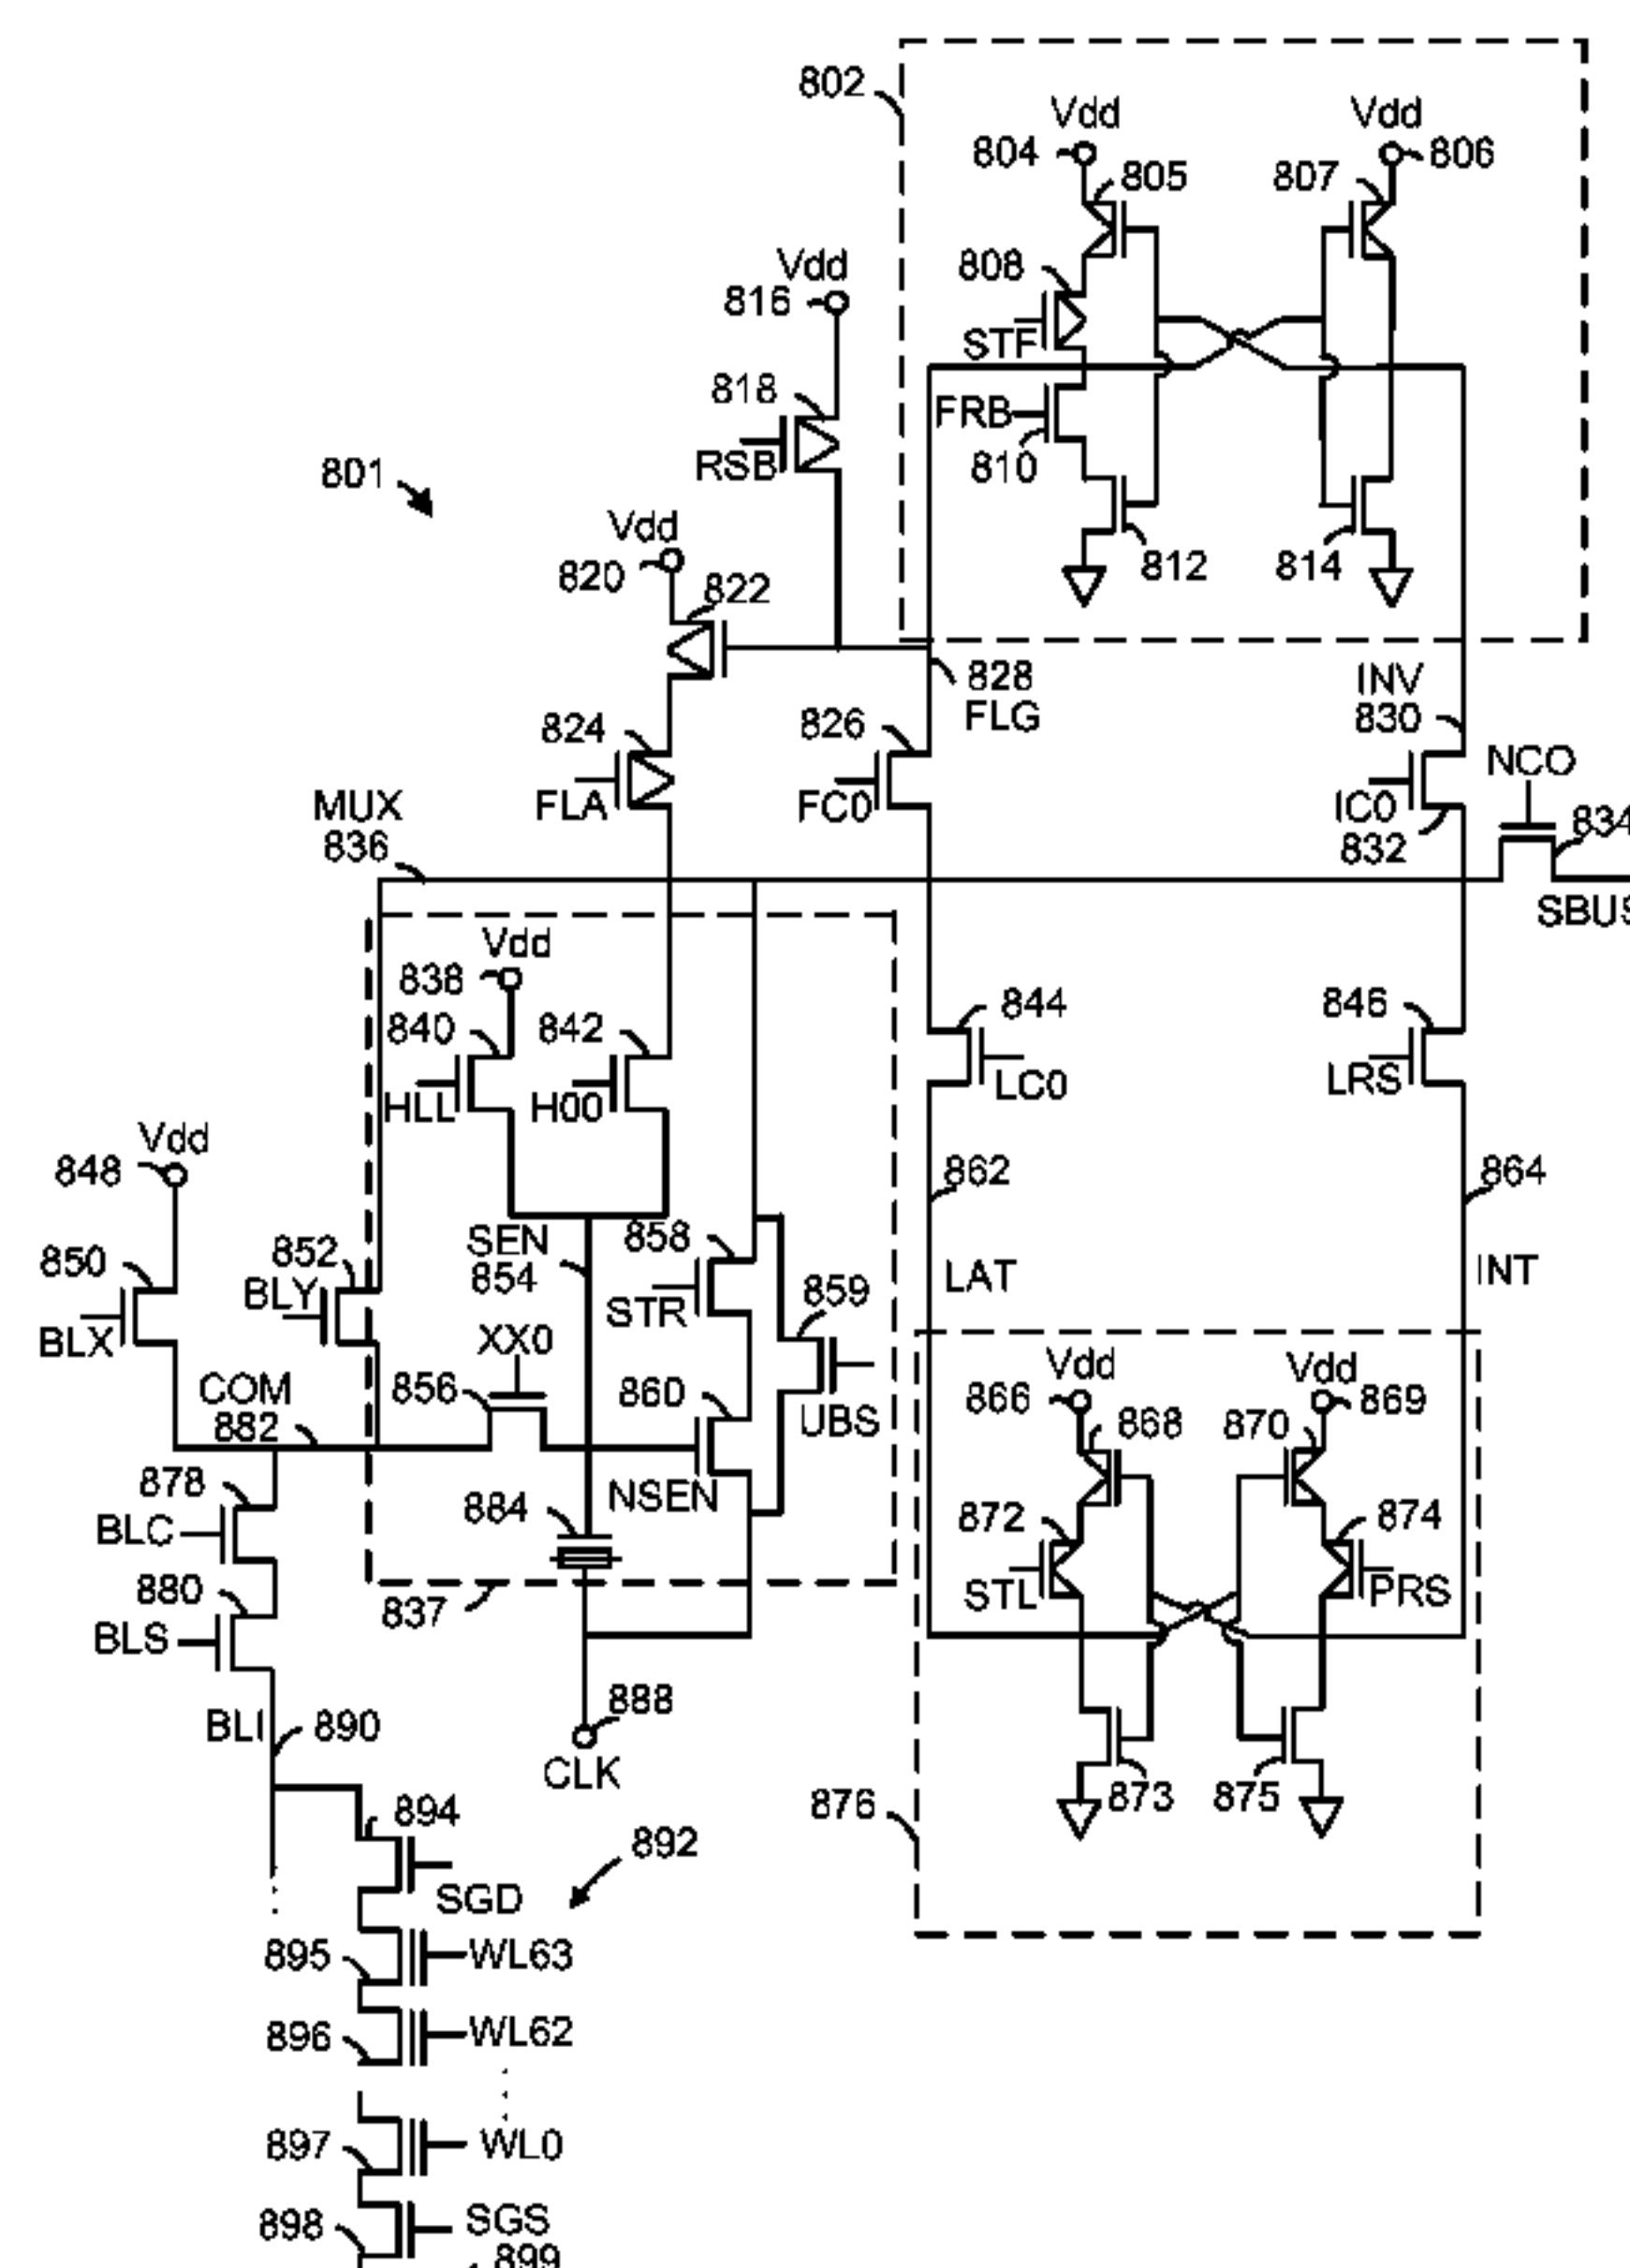 802
Vdd
Vdd
804
806
805
807
Vdd
808
816
STF
818
FRB
RSB
810
801
Vdd
812
814
820
822
828
INV
FLG
830
824
826
NCO
MUX
FLA
FC0
IC0
834
836
832
SBUS
Vdd
838
844
846
840
842
HLL
H00
LC0
LRS
Vdd
848
862
864
SEN
858
850
852
854
LAT
INT
BLY
859
STR
BLX
XX0
Vdd
Vdd
COM
856
860
866
869
882
UBS
868
870
878
NSEN
884
872
874
BLC
880
STL
PRS
837
BLS
888
BLI
890
CLK
873
875
876
894
892
SGD
895
WL63
896
WL62
897
WL0
SGS
898
899